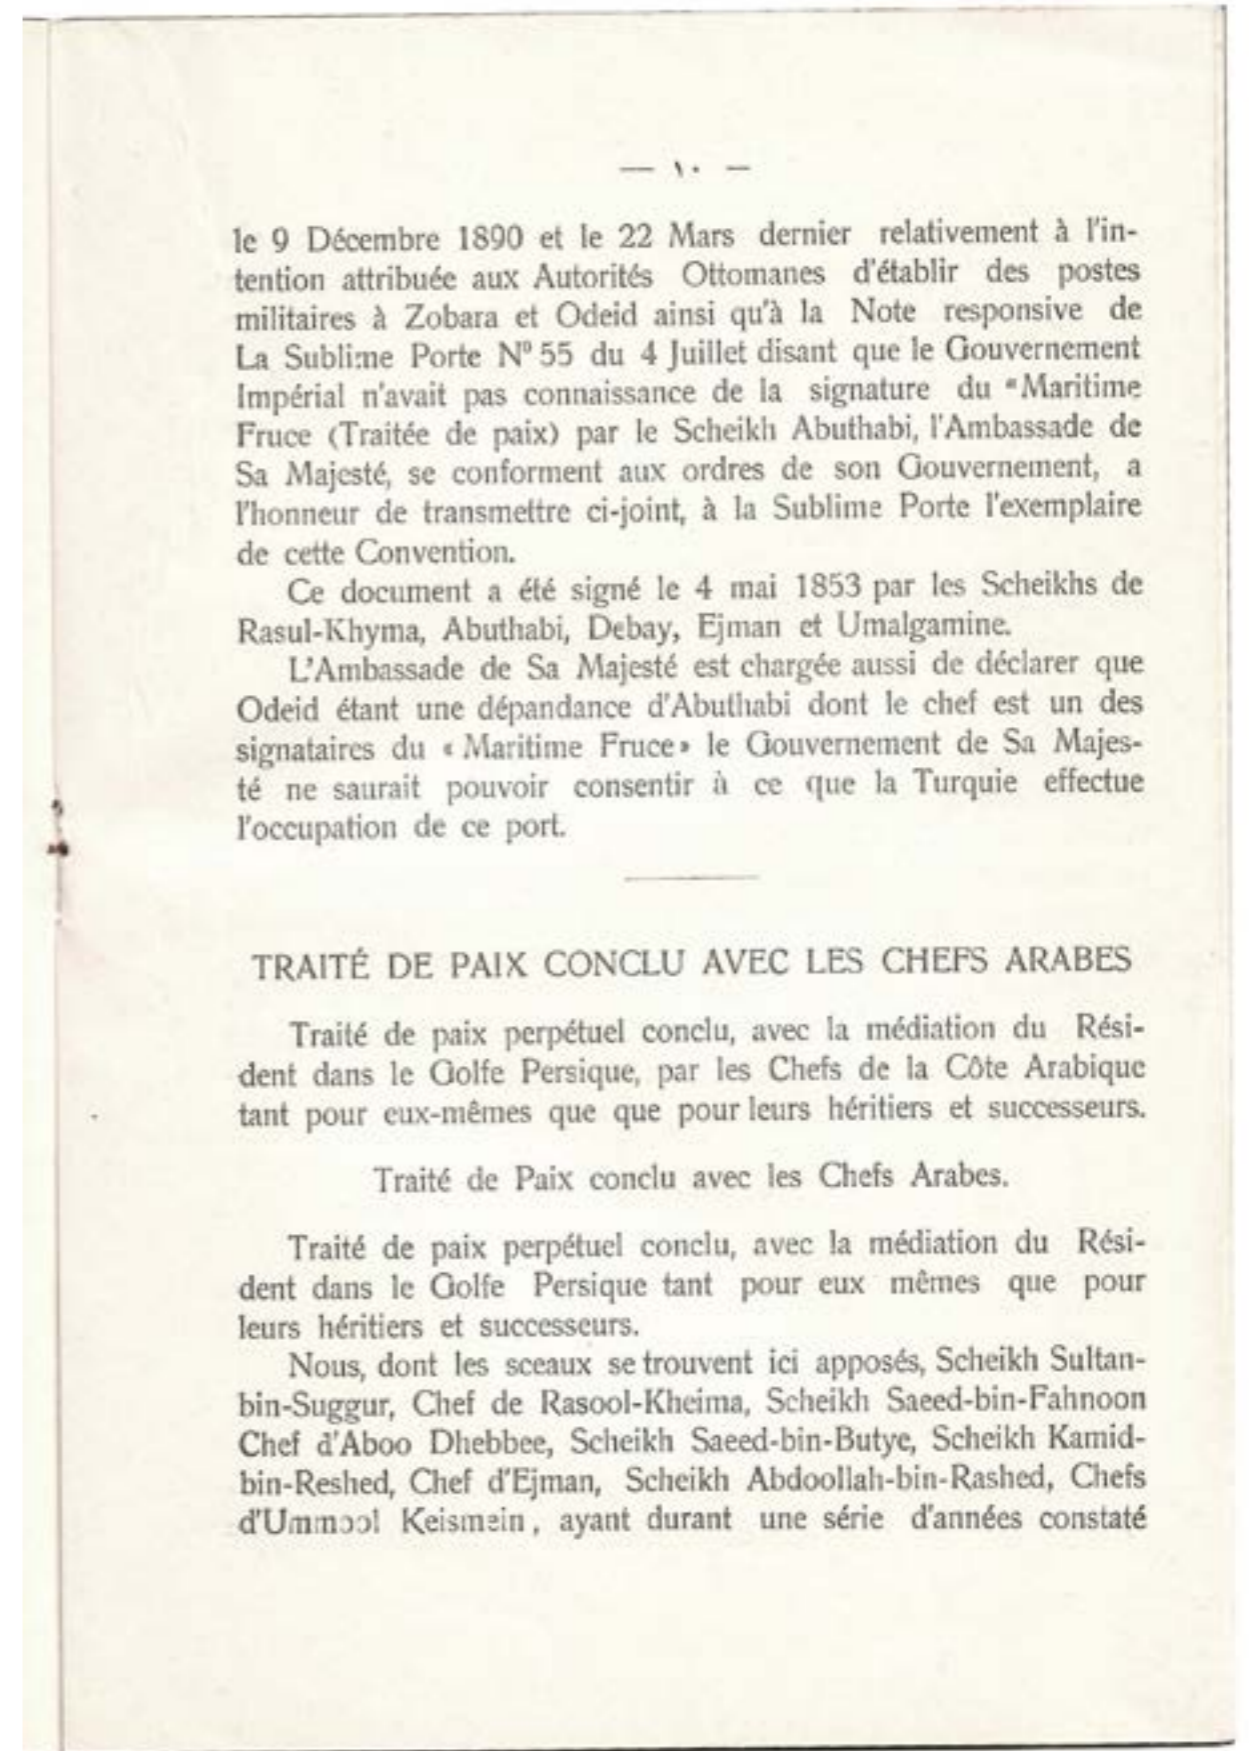 — ١٠ —
le 9 Décembre 1890 et le 22 Mars dernier relativement à l'in-
tention attribuée aux Autorités Ottomanes d'établir des postes
militaires à Zobara et Odeid ainsi qu'à la Note responsive de
La Sublime Porte Nº 55 du 4 Juillet disant que le Gouvernement
Impérial n'avait pas connaissance de la signature du "Maritime
Fruce (Traitée de paix) par le Scheikh Abuthabi, l'Ambassade de
Sa Majesté, se conforment aux ordres de son Gouvernement, a
l'honneur de transmettre ci-joint, à la Sublime Porte l'exemplaire
de cette Convention.
Ce document a été signé le 4 mai 1853 par les Scheikhs de
Rasul-Khyma, Abuthabi, Debay, Ejman et Umalgamine.
L'Ambassade de Sa Majesté est chargée aussi de déclarer que
Odeid étant une dépandance d'Abuthabi dont le chef est un des
signataires du « Maritime Fruce» le Gouvernement de Sa Majes-
té ne saurait pouvoir consentir à ce que la Turquie effectue
l'occupation de ce port.
TRAITÉ DE PAIX CONCLU AVEC LES CHEFS ARABES
Traité de paix perpétuel conclu, avec la médiation du Rési-
dent dans le Golfe Persique, par les Chefs de la Côte Arabique
tant pour eux-mêmes que que pour leurs héritiers et successeurs.
Traité de Paix conclu avec les Chefs Arabes.
Traité de paix perpétuel conclu, avec la médiation du Rési-
dent dans le Golfe Persique tant pour eux mêmes que pour
leurs héritiers et successeurs.
Nous, dont les sceaux se trouvent ici apposés, Scheikh Sultan-
bin-Suggur, Chef de Rasool-Kheima, Scheikh Saeed-bin-Fahnoon
Chef d'Aboo Dhebbee, Scheikh Saeed-bin-Butye, Scheikh Kamid-
bin-Reshed, Chef d'Ejman, Scheikh Abdoollah-bin-Rashed, Chefs
d'Ummool Keismein, ayant durant une série d'années constaté